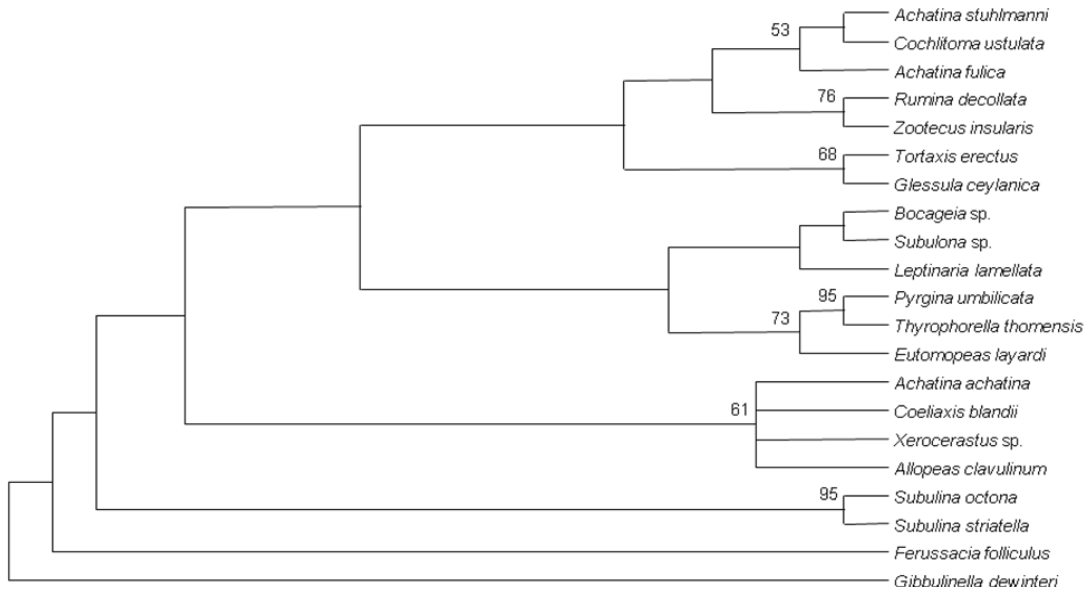 Achatina stuhlmanni
53
Cochlitoma ustulata
Achatina fulica
76
Rumina decollata
Zootecus insularis
68
Tortaxis erectus
Glessula ceylanica
Bocageia sp.
Subulona sp.
Leptinaria lamellata
95
Pyrgina umbilicata
73
Thyrophorella thomensis
Eutomopeas layardi
Achatina achatina
61
Coeliaxis blandii
Xerocerastus sp.
Allopeas clavulinum
95
Subulina octona
Subulina striatella
Ferussacia folliculus
Gibbulinella dewinteri